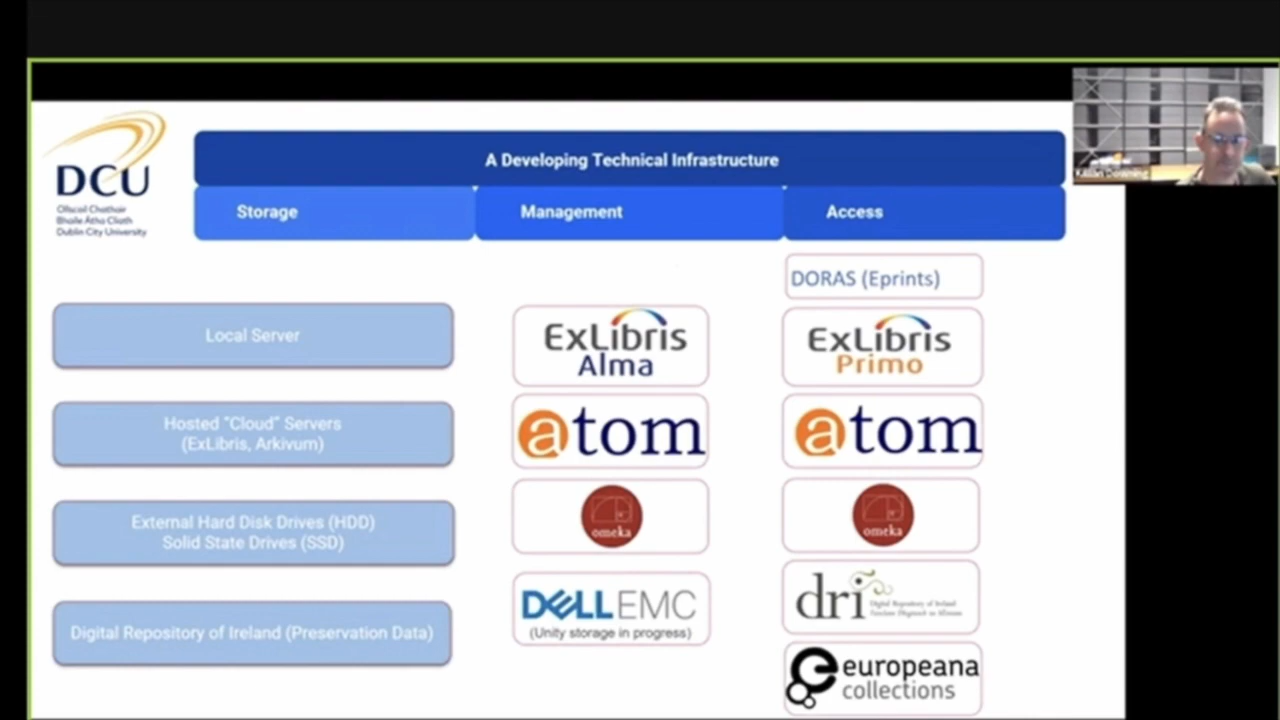 DCU
Ollscoil Chathair
Bhaile Átha Cliath
Dublin City University
A Developing Technical Infrastructure
Storage
Management
Access
Local Server
Hosted “Cloud” Servers
(ExLibris, Arkivum)
External Hard Disk Drives (HDD)
Solid State Drives (SSD)
Digital Repository of Ireland (Preservation Data)
ExLibris
Alma
atom
omeka
DELLEMC
(Unity storage in progress)
DORAS (Eprints)
ExLibris
Primo
atom
omeka
dri
Digital Repository of Ireland
europeana
collections
Killian Downing